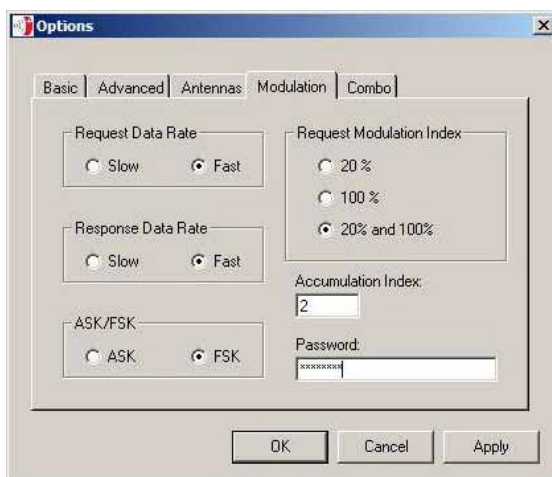 Options
Basic Advanced Antennas Modulation Combo
Request Data Rate
Slow Fast
Response Data Rate
Slow Fast
ASK/FSK
ASK FSK
Request Modulation Index
20 %
100 %
20% and 100%
Accumulation Index:
2
Password:
********
OK Cancel Apply